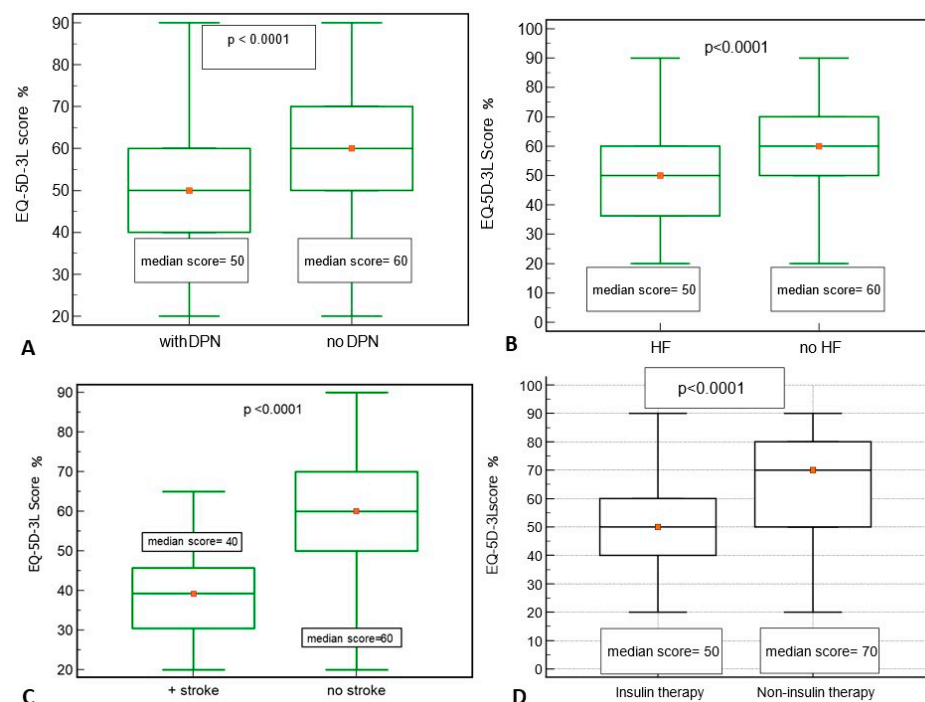 EQ-5D-3L score %
90
80
70
60
50
40
30
20
p < 0.0001
median score= 50
median score= 60
with DPN
no DPN
A
EQ-5D-3L Score %
100
90
80
70
60
50
40
30
20
10
0
p<0.0001
median score= 50
median score= 60
HF
no HF
B
EQ-5D-3L Score %
90
80
70
60
50
40
30
20
p <0.0001
median score= 40
median score=60
+ stroke
no stroke
C
EQ-5D-3Lscore %
100
90
80
70
60
50
40
30
20
10
0
p<0.0001
median score= 50
median score= 70
Insulin therapy
Non-insulin therapy
D